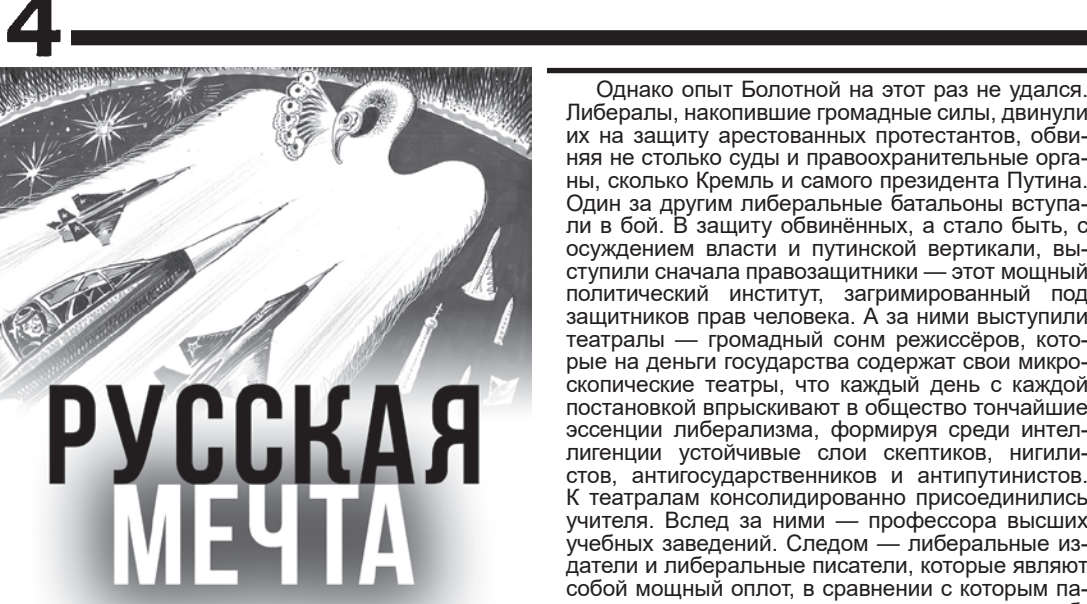 4
РУССКАЯ
МЕЧТА
Однако опыт Болотной на этот раз не удался.
Либералы, накопившие громадные силы, двинули
их на защиту арестованных протестантов, обви-
няя не столько суды и правоохранительные орга-
ны, сколько Кремль и самого президента Путина.
Один за другим либеральные батальоны вступа-
ли в бой. В защиту обвинённых, а стало быть, с
осуждением власти и путинской вертикали, вы-
ступили сначала правозащитники — этот мощный
политический институт, загримированный под
защитников прав человека. А за ними выступили
театралы — громадный сонм режиссёров, кото-
рые на деньги государства содержат свои микро-
скопические театры, что каждый день с каждой
постановкой впрыскивают в общество тончайшие
эссенции либерализма, формируя среди интел-
лигенции устойчивые слои скептиков, нигили-
стов, антигосударственников и антипутинистов.
К театралам консолидированно присоединились
учителя. Вслед за ними — профессора высших
учебных заведений. Следом — либеральные из-
датели и либеральные писатели, которые являют
собой мощный оплот, в сравнении с которым па-